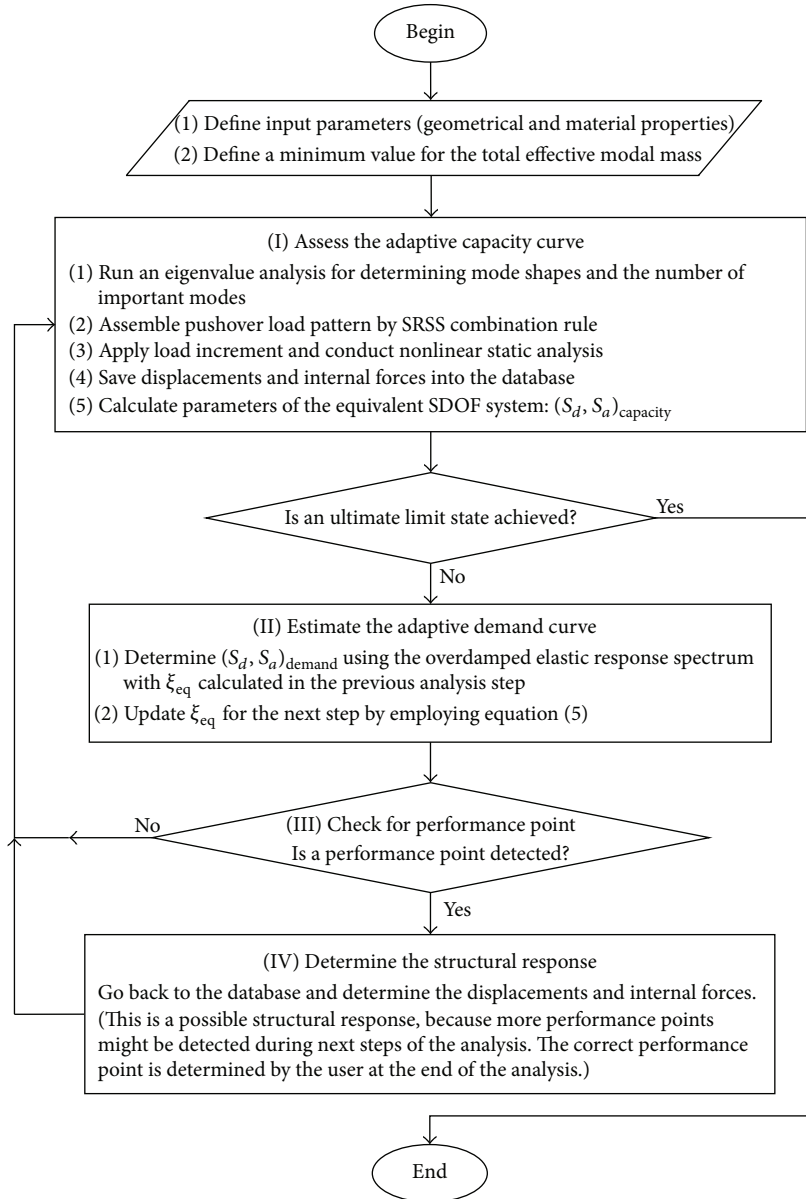 Begin
(1) Define input parameters (geometrical and material properties)
(2) Define a minimum value for the total effective modal mass
(I) Assess the adaptive capacity curve
(1) Run an eigenvalue analysis for determining mode shapes and the number of
important modes
(2) Assemble pushover load pattern by SRSS combination rule
(3) Apply load increment and conduct nonlinear static analysis
(4) Save displacements and internal forces into the database
(5) Calculate parameters of the equivalent SDOF system: (S_d, S_a)_capacity
Is an ultimate limit state achieved?
Yes
No
(II) Estimate the adaptive demand curve
(1) Determine (S_d, S_a)_demand using the overdamped elastic response spectrum
with ξ_eq calculated in the previous analysis step
(2) Update ξ_eq for the next step by employing equation (5)
No
(III) Check for performance point
Is a performance point detected?
Yes
(IV) Determine the structural response
Go back to the database and determine the displacements and internal forces.
(This is a possible structural response, because more performance points
might be detected during next steps of the analysis. The correct performance
point is determined by the user at the end of the analysis.)
End